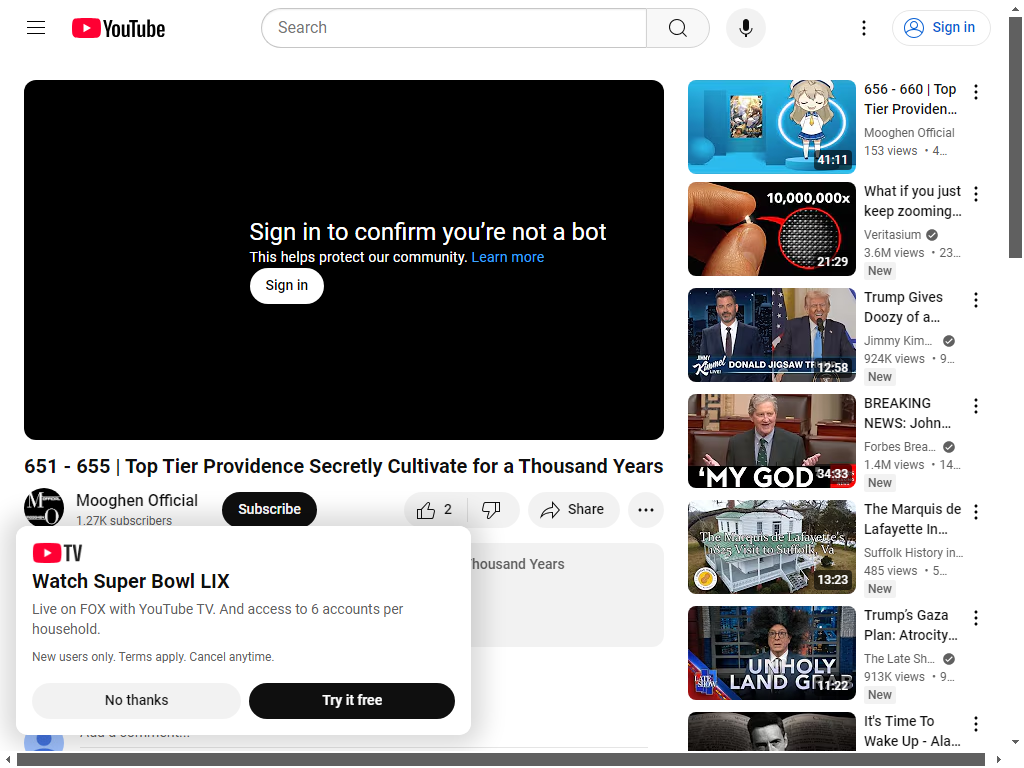 YouTube
Search
Sign in
Sign in to confirm you're not a bot
This helps protect our community. Learn more
Sign in
651 - 655 | Top Tier Providence Secretly Cultivate for a Thousand Years
Mooghen Official
1.27K subscribers
Subscribe
2
Share
Thousand Years
TV
Watch Super Bowl LIX
Live on FOX with YouTube TV. And access to 6 accounts per
household.
New users only. Terms apply. Cancel anytime.
No thanks
Try it free
Add a comment...
41:11
656 - 660 | Top
Tier Providen...
Mooghen Official
153 views • 4...
10,000,000x
21:29
What if you just
keep zooming...
Veritasium
3.6M views • 23...
New
JIMMY
Kimmel
LIVE!
DONALD JIGSAW
12:58
Trump Gives
Doozy of a...
Jimmy Kim...
924K views • 9...
New
'MY GOD'
34:33
BREAKING
NEWS: John...
Forbes Brea...
1.4M views • 14...
New
The Marquis de Lafayette's
1825 Visit to Suffolk, Va
13:23
The Marquis de
Lafayette In...
Suffolk History in...
485 views • 5...
New
LATE SHOW
UNHOLY
LAND GRAB
11:22
Trump's Gaza
Plan: Atrocity...
The Late Sh...
913K views • 9...
New
It's Time To
Wake Up - Ala...